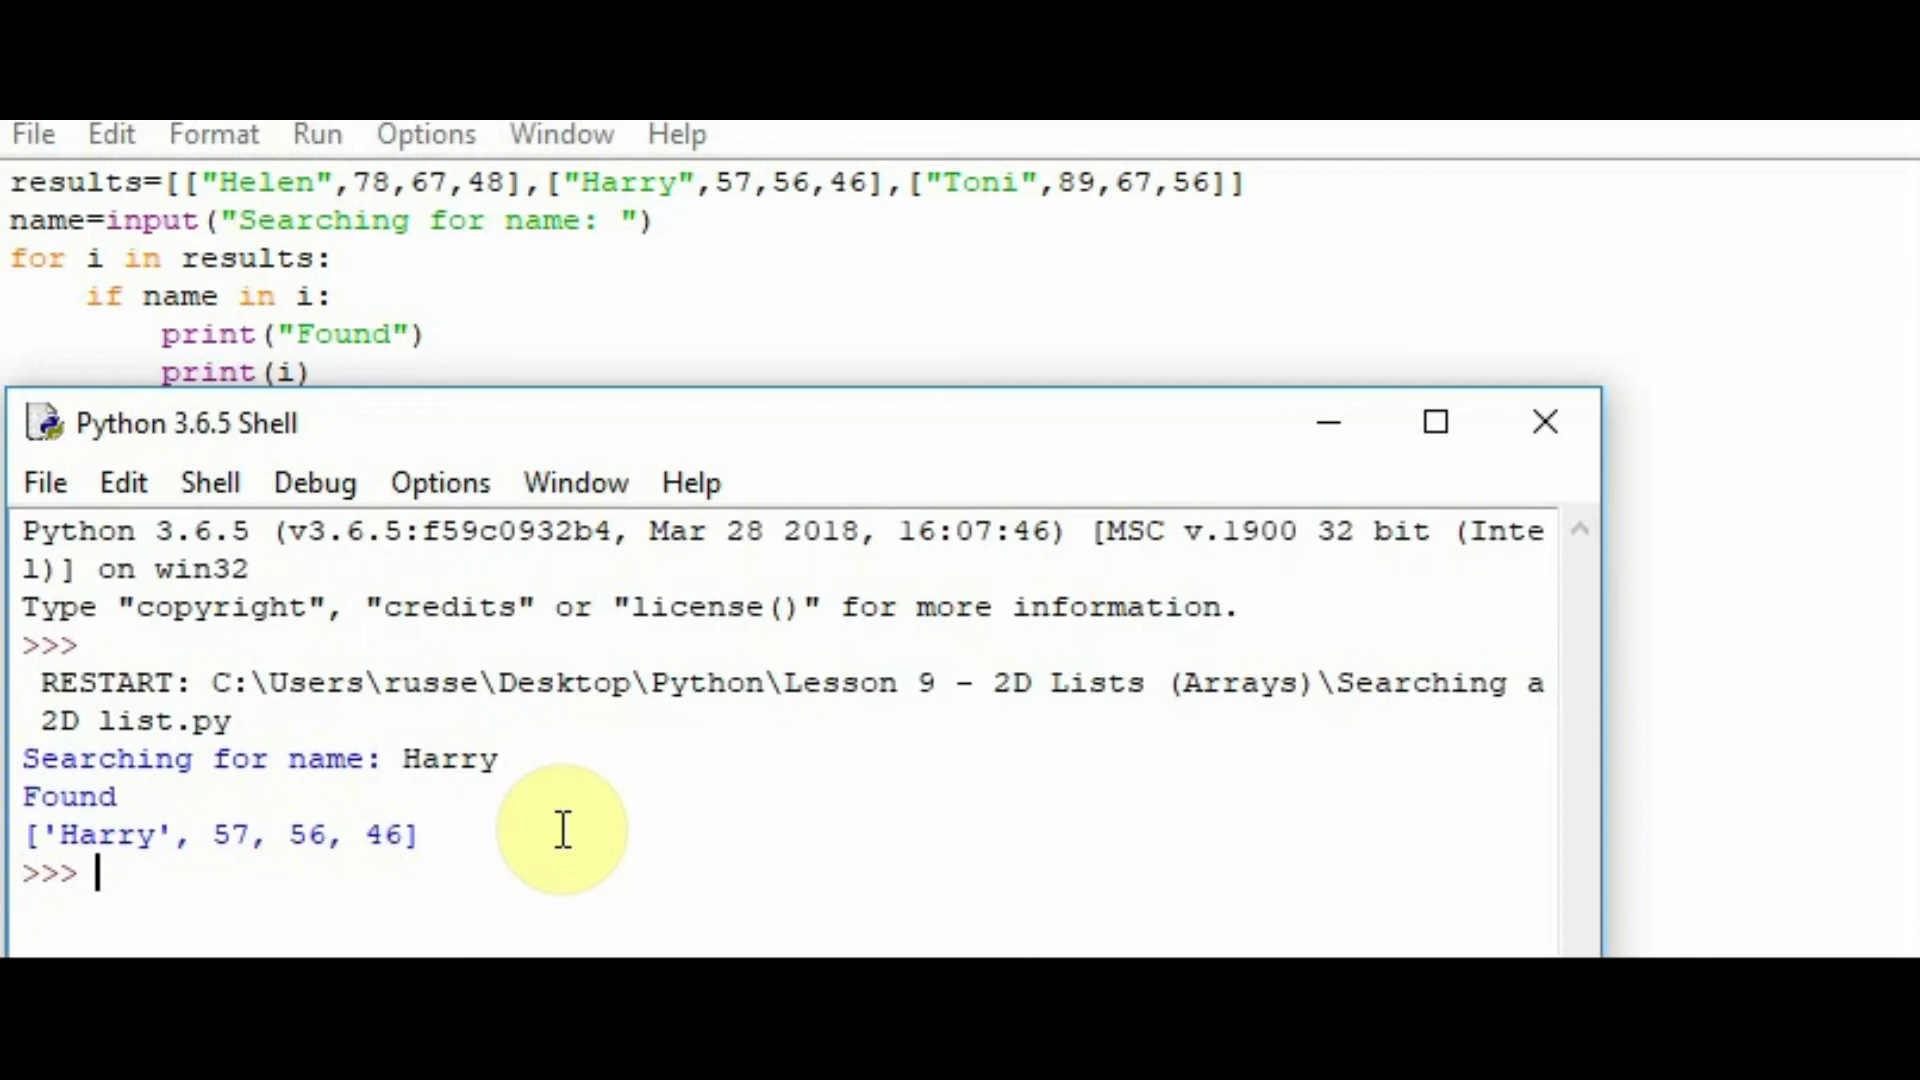 File Edit Format Run Options Window Help
results=[["Helen",78,67,48],["Harry",57,56,46],["Toni",89,67,56]]
name=input("Searching for name: ")
for i in results:
    if name in i:
        print("Found")
        print(i)
Python 3.6.5 Shell
File Edit Shell Debug Options Window Help
Python 3.6.5 (v3.6.5:f59c0932b4, Mar 28 2018, 16:07:46) [MSC v.1900 32 bit (Inte
l)] on win32
Type "copyright", "credits" or "license()" for more information.
>>>
 RESTART: C:\Users\russe\Desktop\Python\Lesson 9 - 2D Lists (Arrays)\Searching a
 2D list.py
Searching for name: Harry
Found
['Harry', 57, 56, 46]
>>>